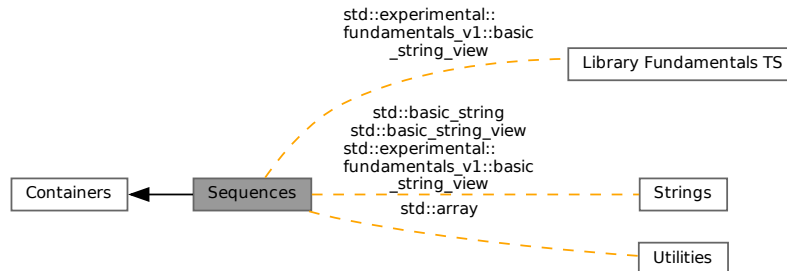 std::experimental::
fundamentals_v1::basic
_string_view
Library Fundamentals TS
std::basic_string
std::basic_string_view
std::experimental::
fundamentals_v1::basic
_string_view
Containers
Sequences
Strings
std::array
Utilities